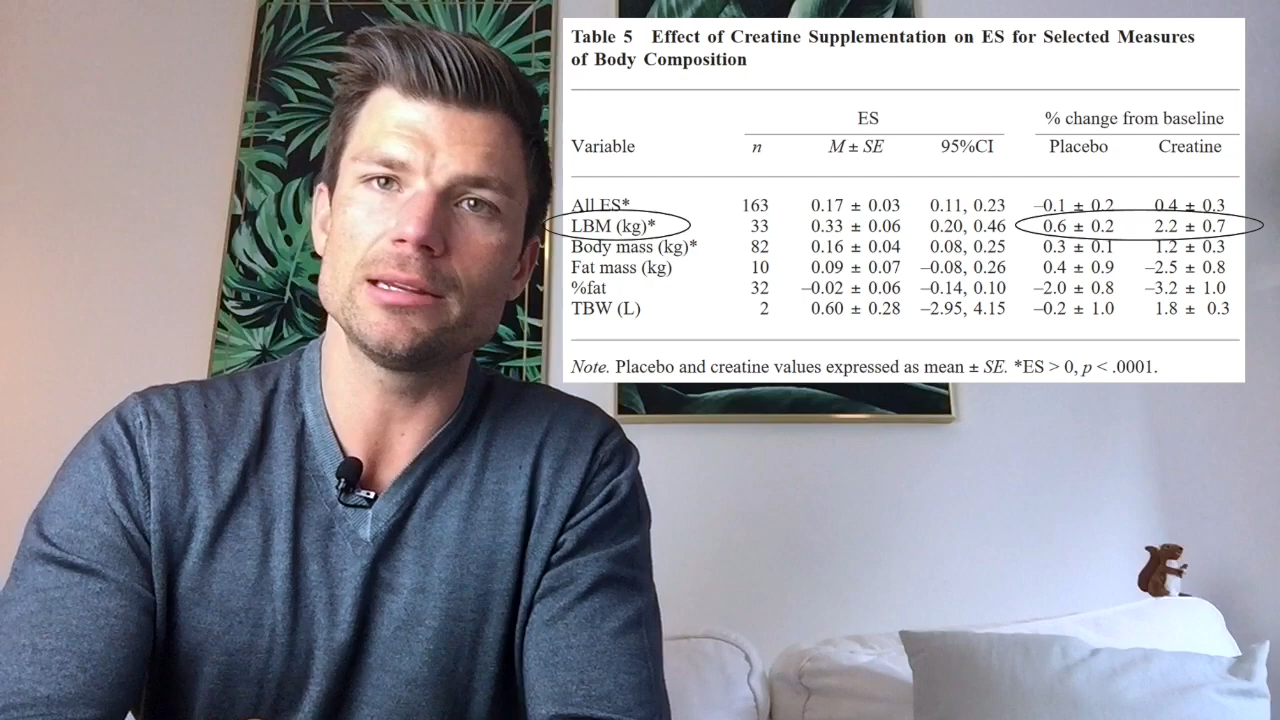 Table 5 Effect of Creatine Supplementation on ES for Selected Measures
of Body Composition
ES % change from baseline
Variable n M ± SE 95%CI Placebo Creatine
All ES* 163 0.17 ± 0.03 0.11, 0.23 –0.1 ± 0.2 0.4 ± 0.3
LBM (kg)* 33 0.33 ± 0.06 0.20, 0.46 0.6 ± 0.2 2.2 ± 0.7
Body mass (kg)* 82 0.16 ± 0.04 0.08, 0.25 0.3 ± 0.1 1.2 ± 0.3
Fat mass (kg) 10 0.09 ± 0.07 –0.08, 0.26 0.4 ± 0.9 –2.5 ± 0.8
%fat 32 –0.02 ± 0.06 –0.14, 0.10 –2.0 ± 0.8 –3.2 ± 1.0
TBW (L) 2 0.60 ± 0.28 –2.95, 4.15 –0.2 ± 1.0 1.8 ± 0.3
Note. Placebo and creatine values expressed as mean ± SE. *ES > 0, p < .0001.